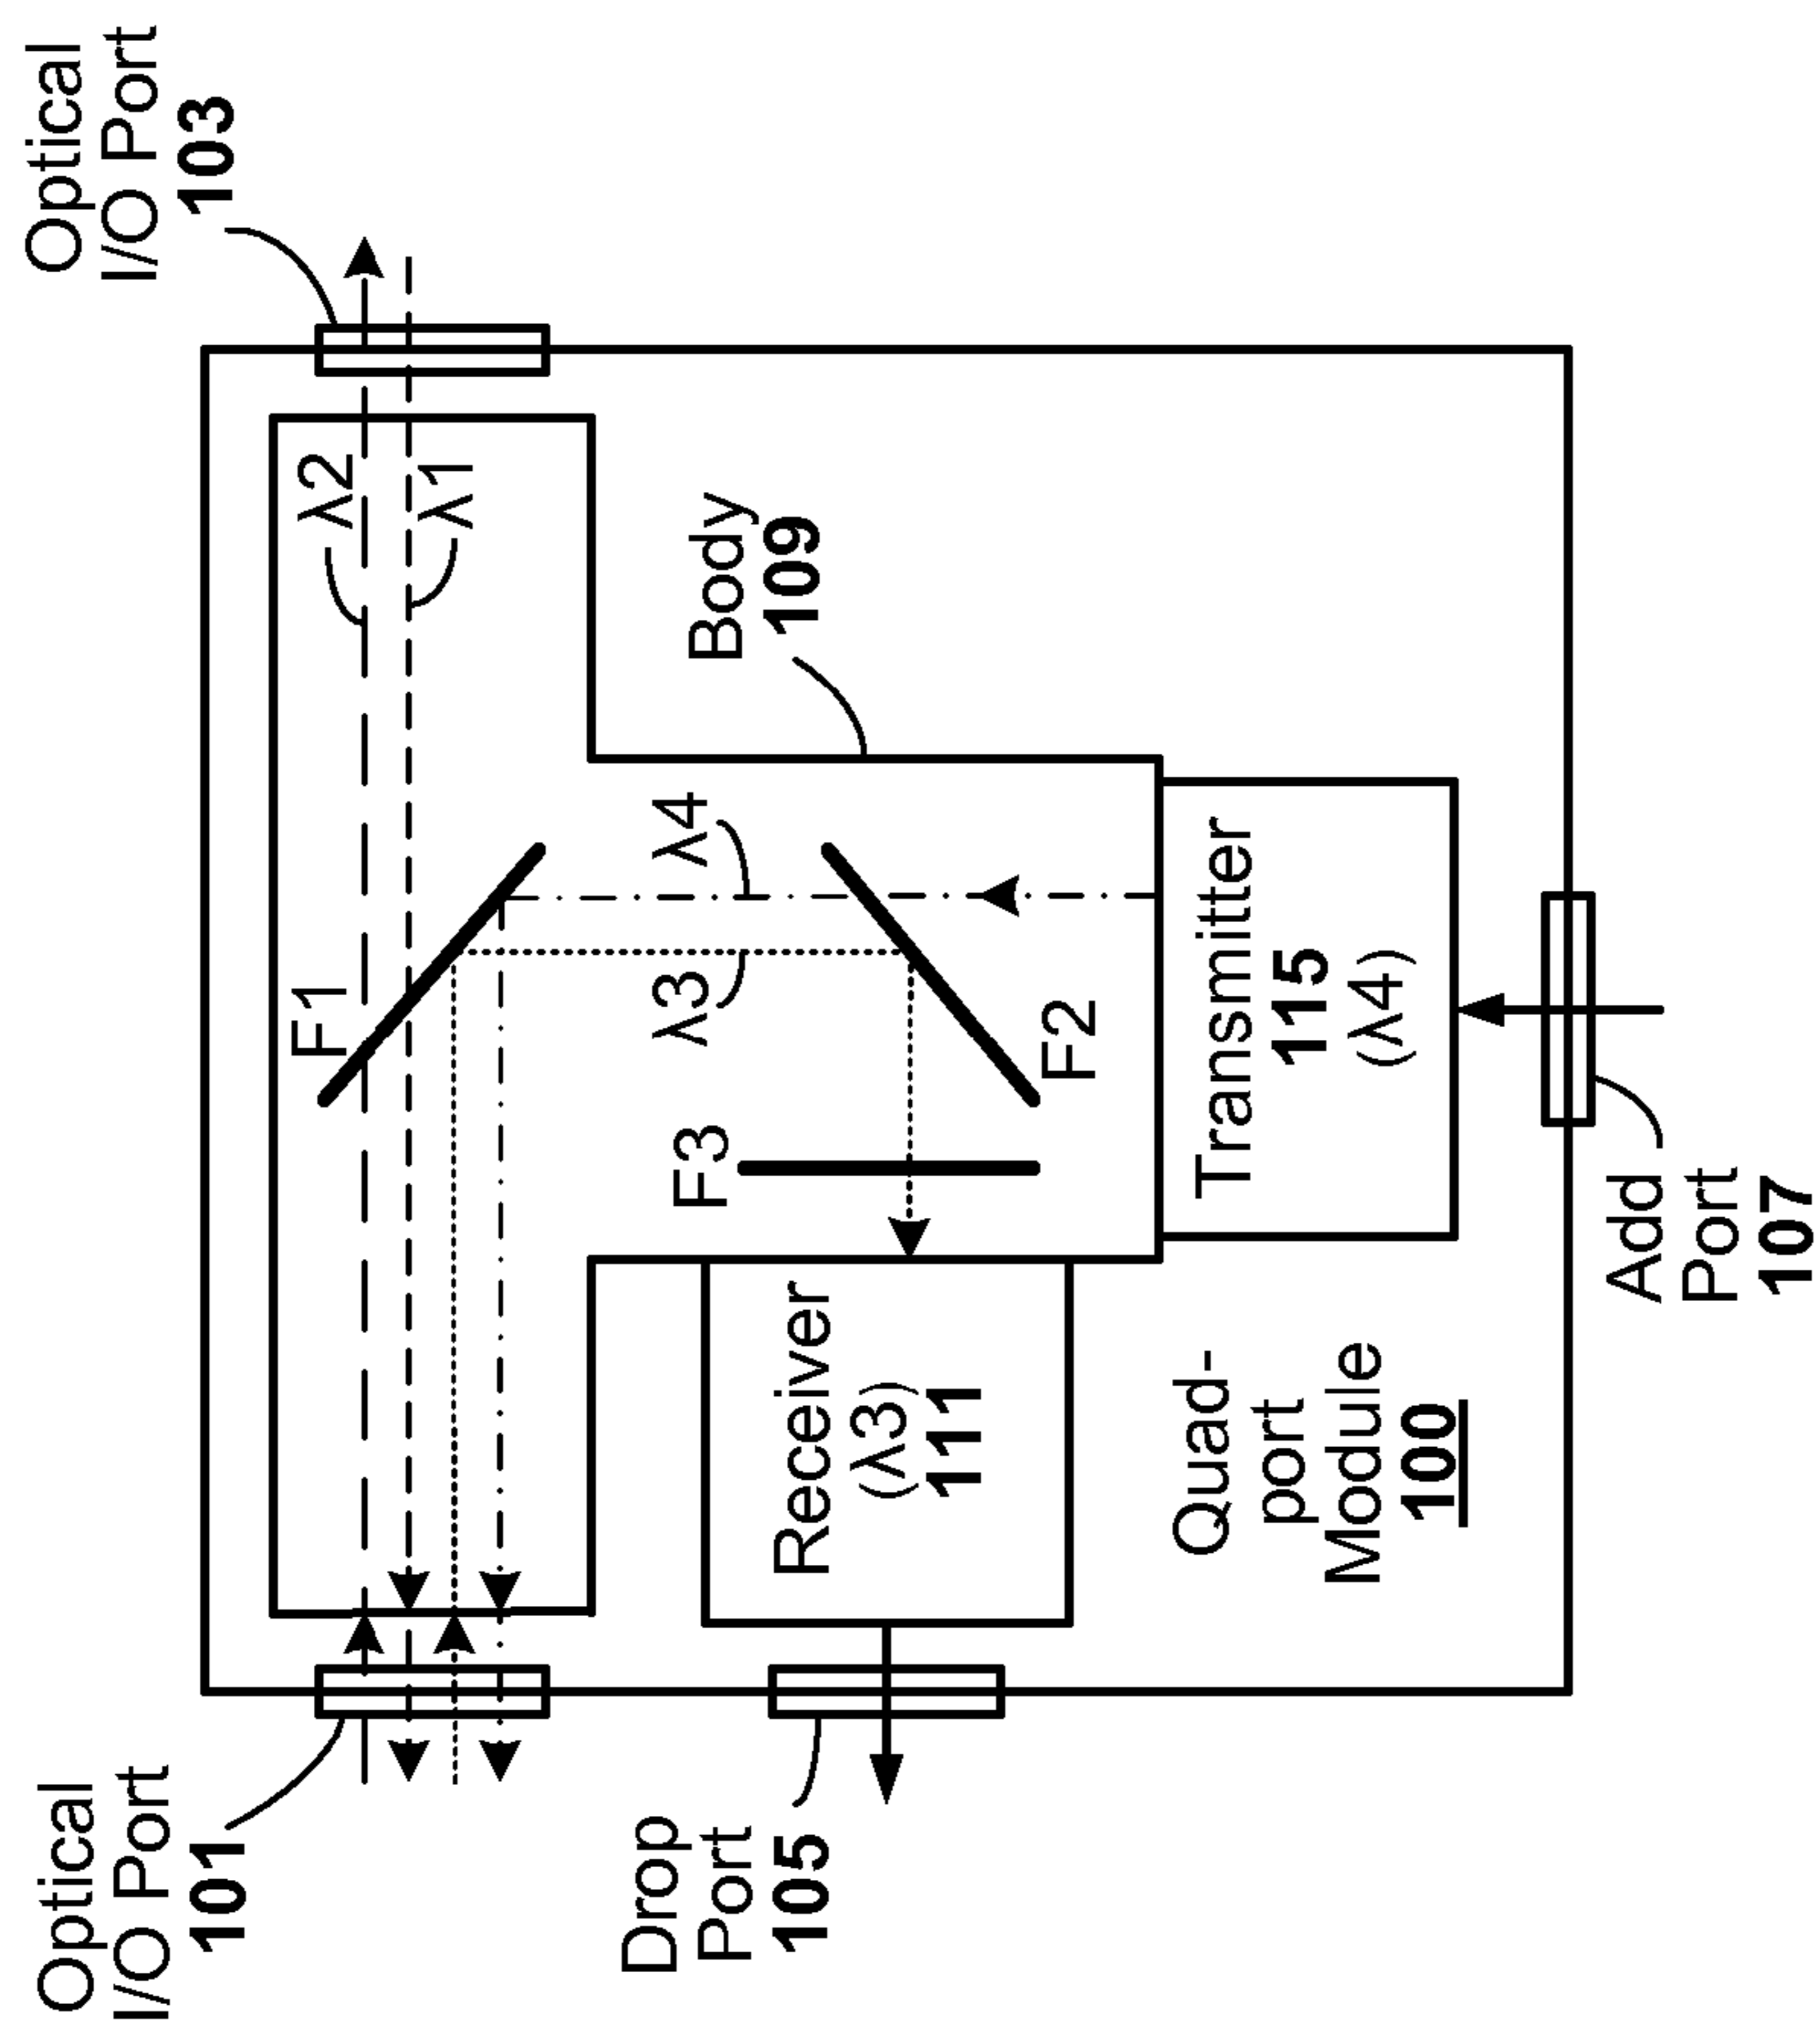 Optical
I/O Port
101
Optical
I/O Port
103
λ2
λ1
F1
Body
109
λ4
λ3
F3
F2
Drop
Port
105
Receiver
(λ3)
111
Transmitter
115
(λ4)
Quad-
port
Module
100
Add
Port
107